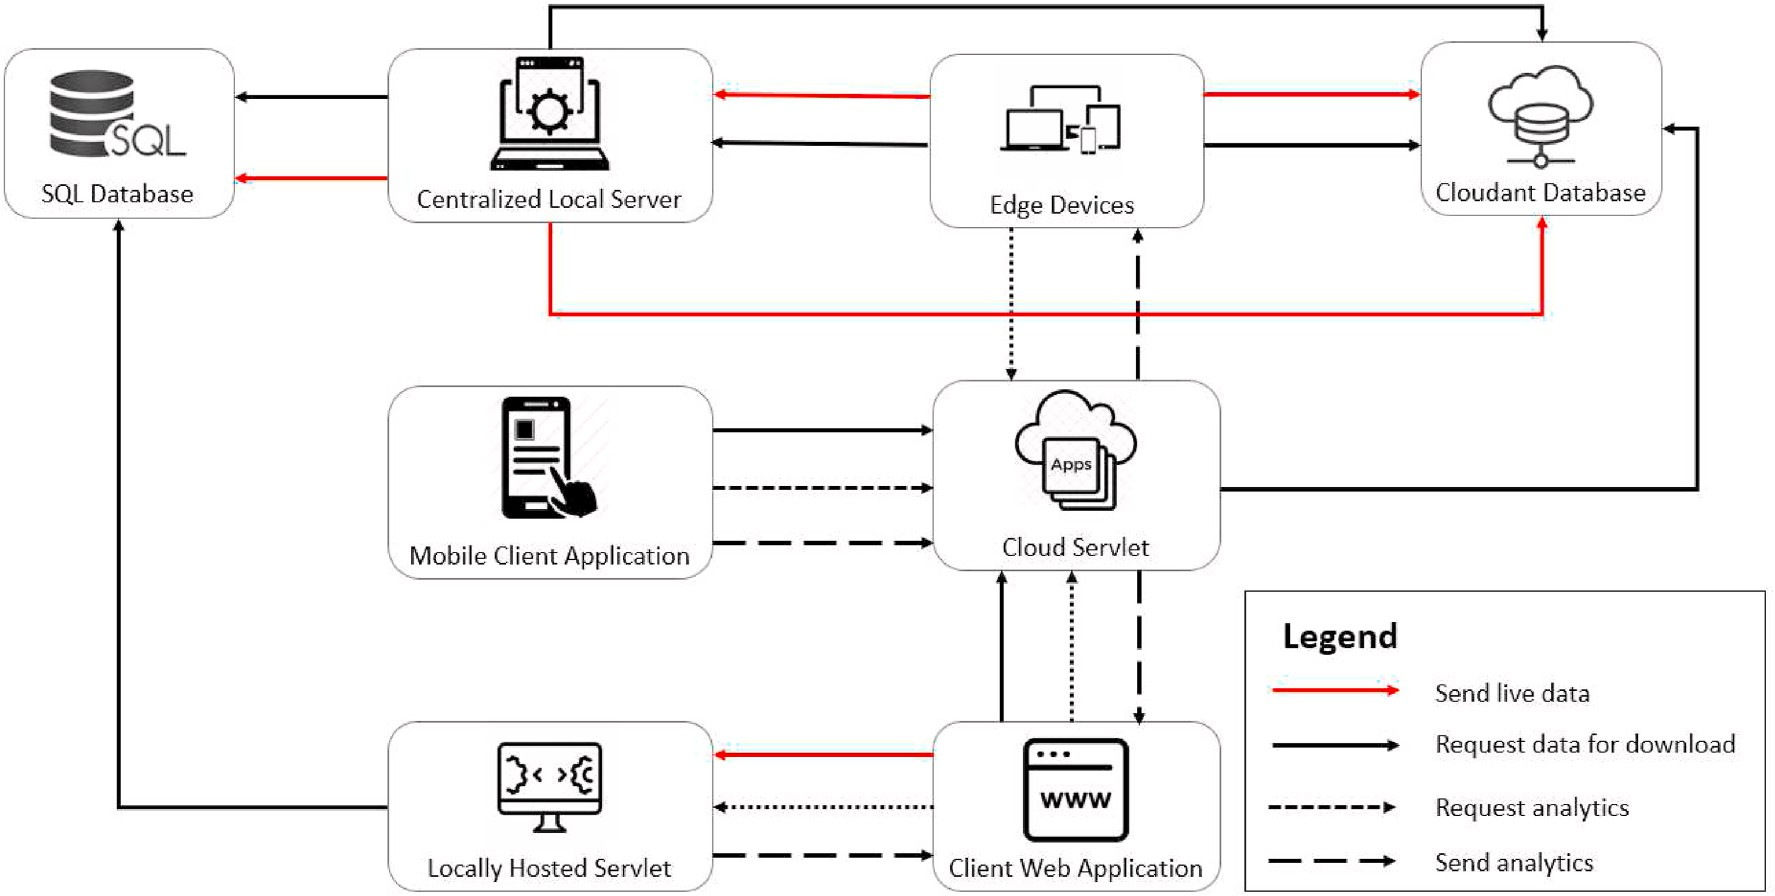 SQL
SQL Database
Centralized Local Server
Edge Devices
Cloudant Database
Mobile Client Application
Apps
Cloud Servlet
Locally Hosted Servlet
www
Client Web Application
Legend
Send live data
Request data for download
Request analytics
Send analytics